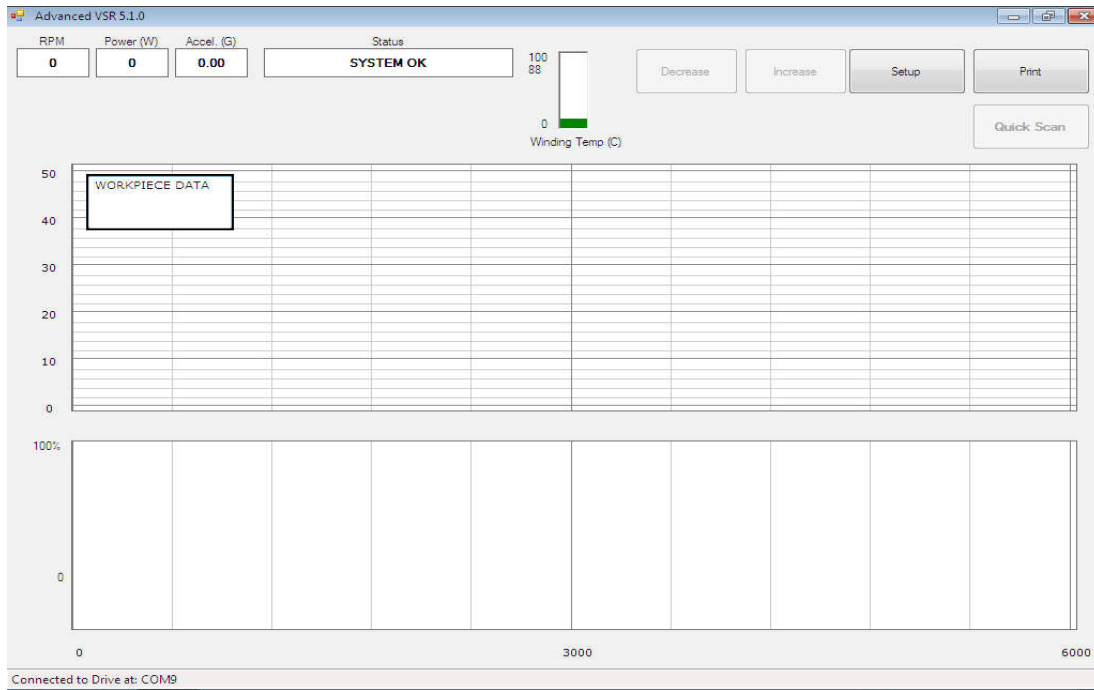 Advanced VSR 5.1.0
RPM Power (W) Accel. (G) Status
0 0 0.00 SYSTEM OK
100
88
0
Winding Temp (C)
Decrease Increase Setup Print
Quick Scan
50
WORKPIECE DATA
40
30
20
10
0
100%
0
0 3000 6000
Connected to Drive at: COM9